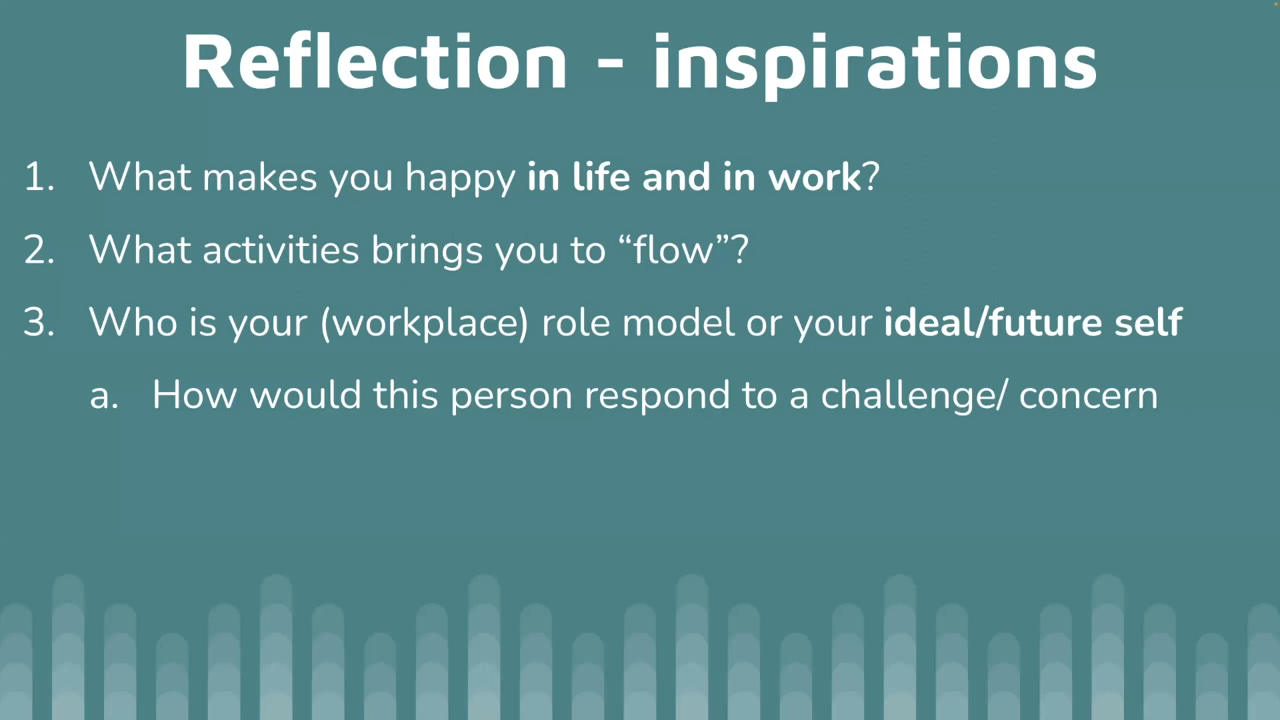 Reflection - inspirations
1. What makes you happy in life and in work?
2. What activities brings you to “flow”?
3. Who is your (workplace) role model or your ideal/future self
a. How would this person respond to a challenge/ concern